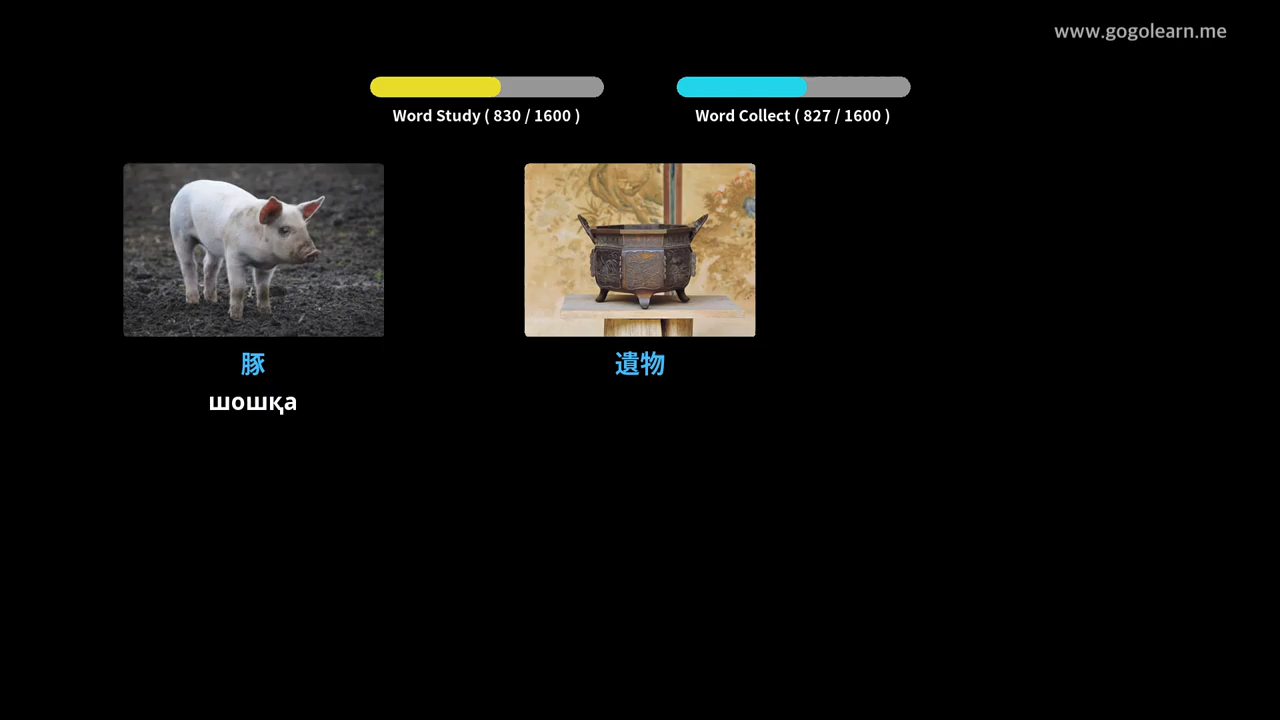 www.gogolearn.me
Word Study ( 830 / 1600 )
Word Collect ( 827 / 1600 )
豚
遺物
шошқа